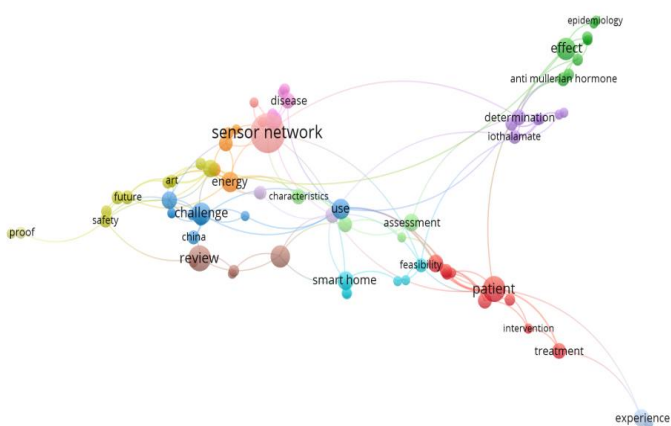 epidemiology
effect
anti mullerian hormone
disease
determination
sensor network
iothalamate
art
energy
future
characteristics
use
challenge
safety
assessment
proof
china
review
feasibility
smart home
patient
intervention
treatment
experience